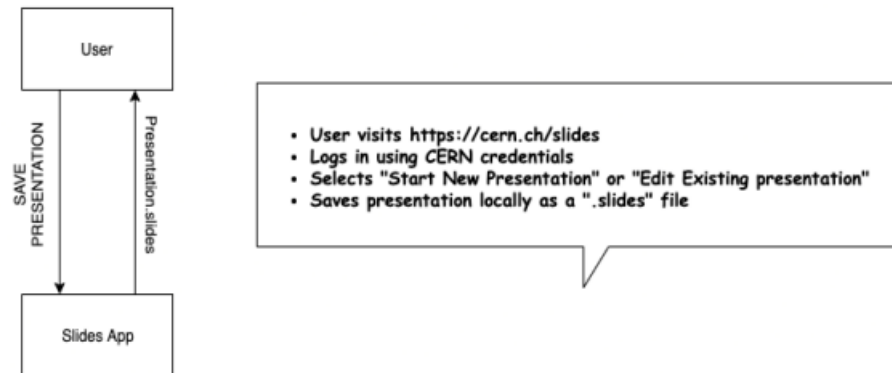 User
SAVE
PRESENTATION
Presentation.slides
Slides App
• User visits https://cern.ch/slides
• Logs in using CERN credentials
• Selects "Start New Presentation" or "Edit Existing presentation"
• Saves presentation locally as a ".slides" file